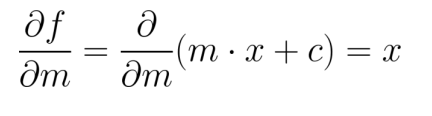 ∂f/∂m = ∂/∂m (m · x + c) = x